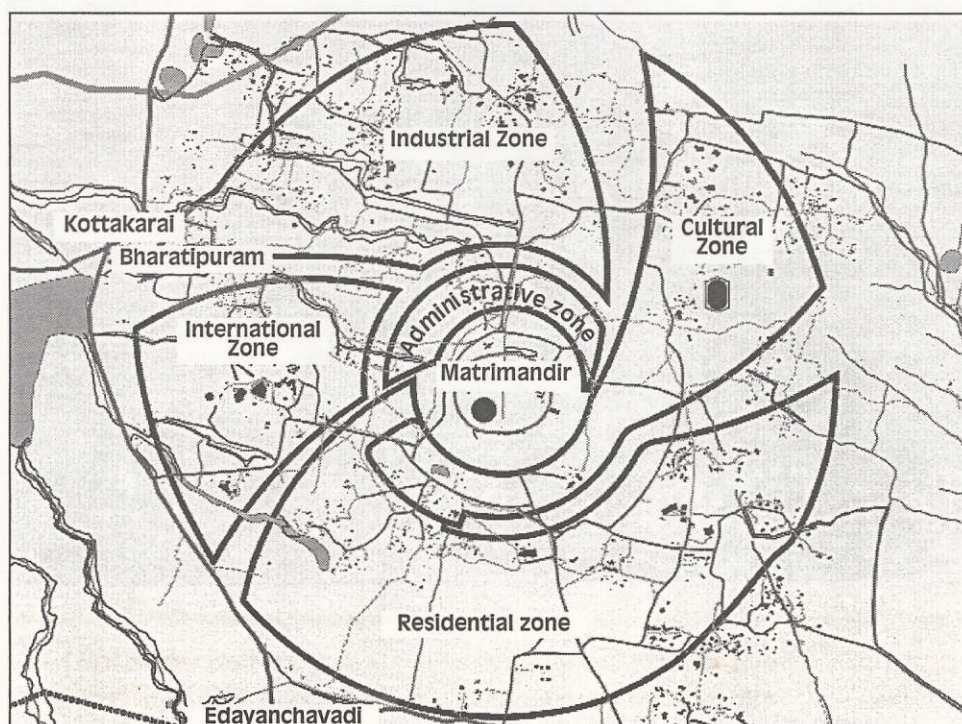 Industrial Zone
Kottakarai
Cultural
Zone
Bharatipuram
Administrative zone
International
Zone
Matrimandir
Residential zone
Edayanchavadi